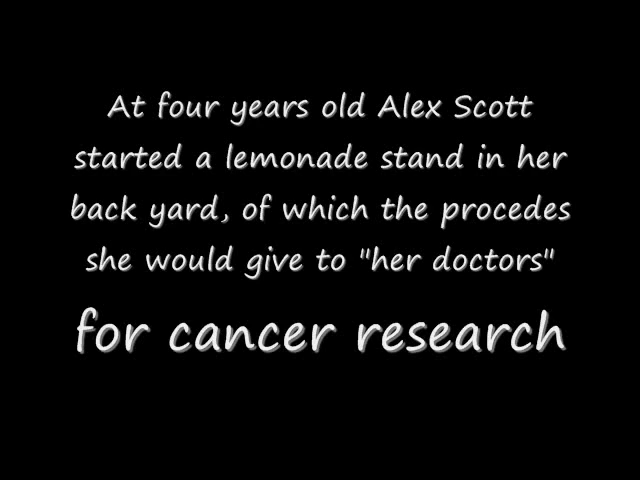 At four years old Alex Scott
started a lemonade stand in her
back yard, of which the procedes
she would give to "her doctors"
for cancer research